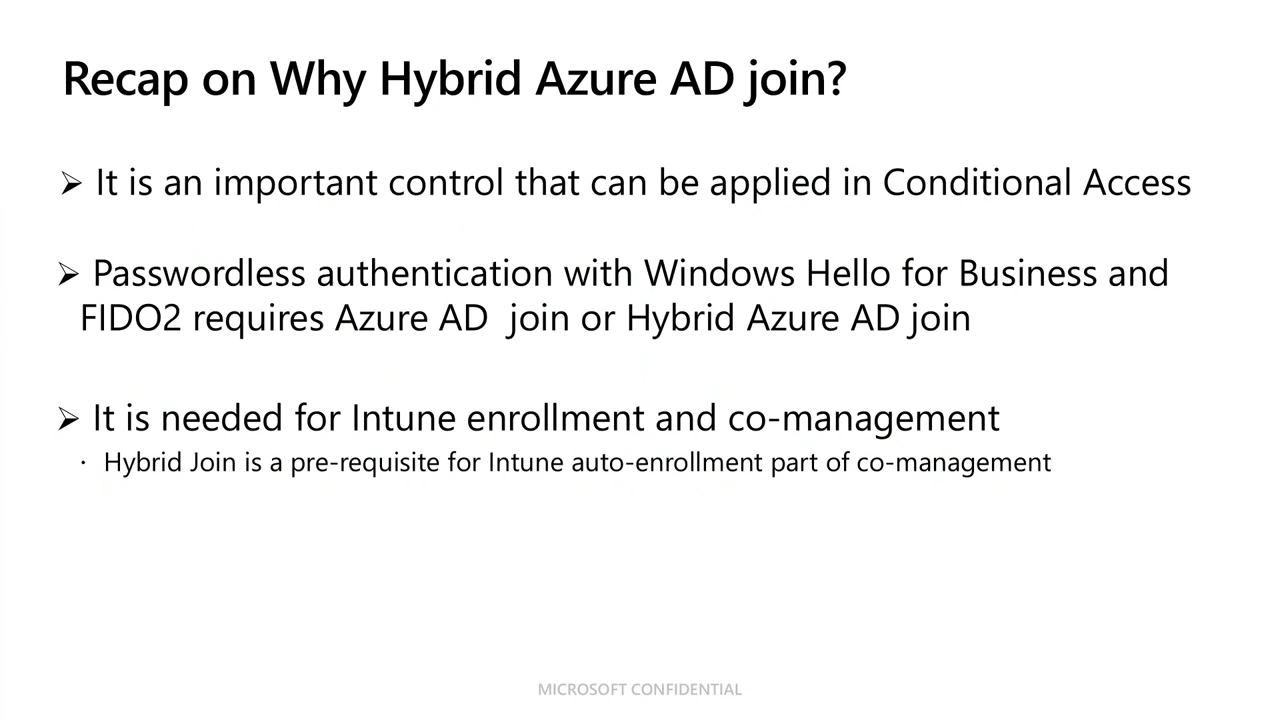 Recap on Why Hybrid Azure AD join?
➢ It is an important control that can be applied in Conditional Access
➢ Passwordless authentication with Windows Hello for Business and
FIDO2 requires Azure AD  join or Hybrid Azure AD join
➢ It is needed for Intune enrollment and co-management
· Hybrid Join is a pre-requisite for Intune auto-enrollment part of co-management
MICROSOFT CONFIDENTIAL